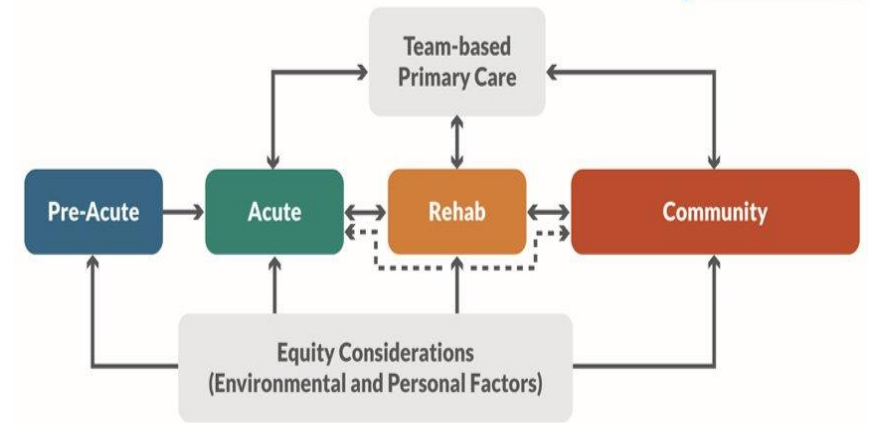 Team-based
Primary Care
Pre-Acute
Acute
Rehab
Community
Equity Considerations
(Environmental and Personal Factors)